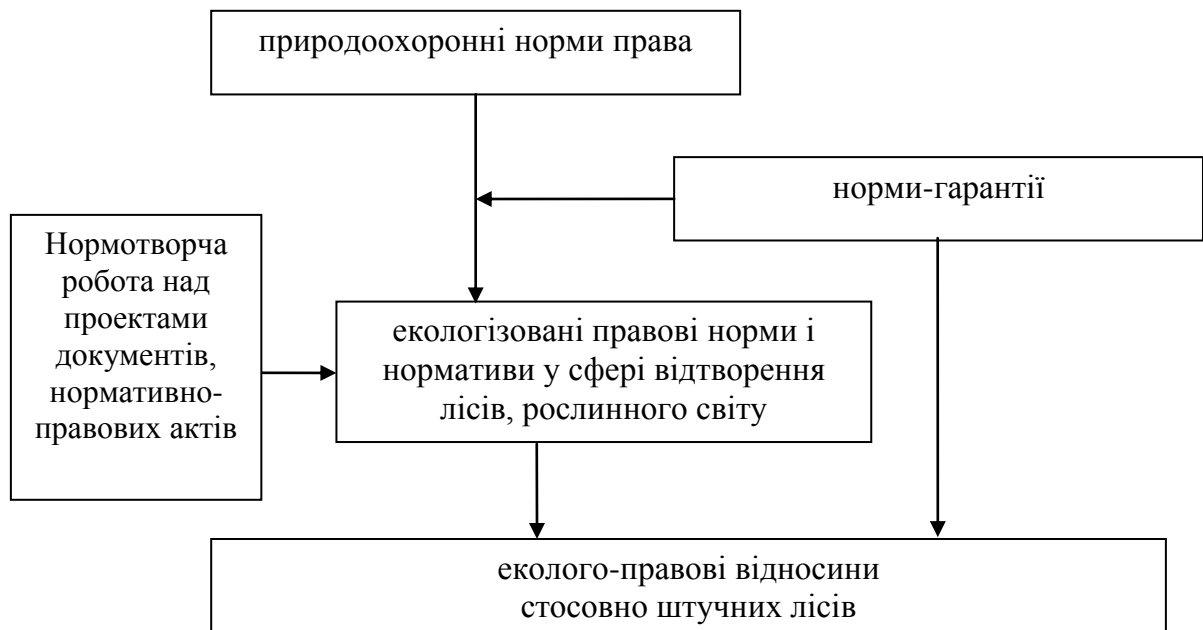 природоохоронні норми права
норми-гарантії
Нормотворча
робота над
проектами
документів,
нормативно-
правових актів
екологізовані правові норми і
нормативи у сфері відтворення
лісів, рослинного світу
еколого-правові відносини
стосовно штучних лісів